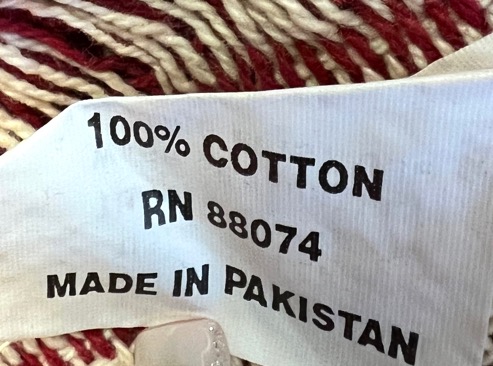 100% COTTON
RN 88074
MADE IN PAKISTAN